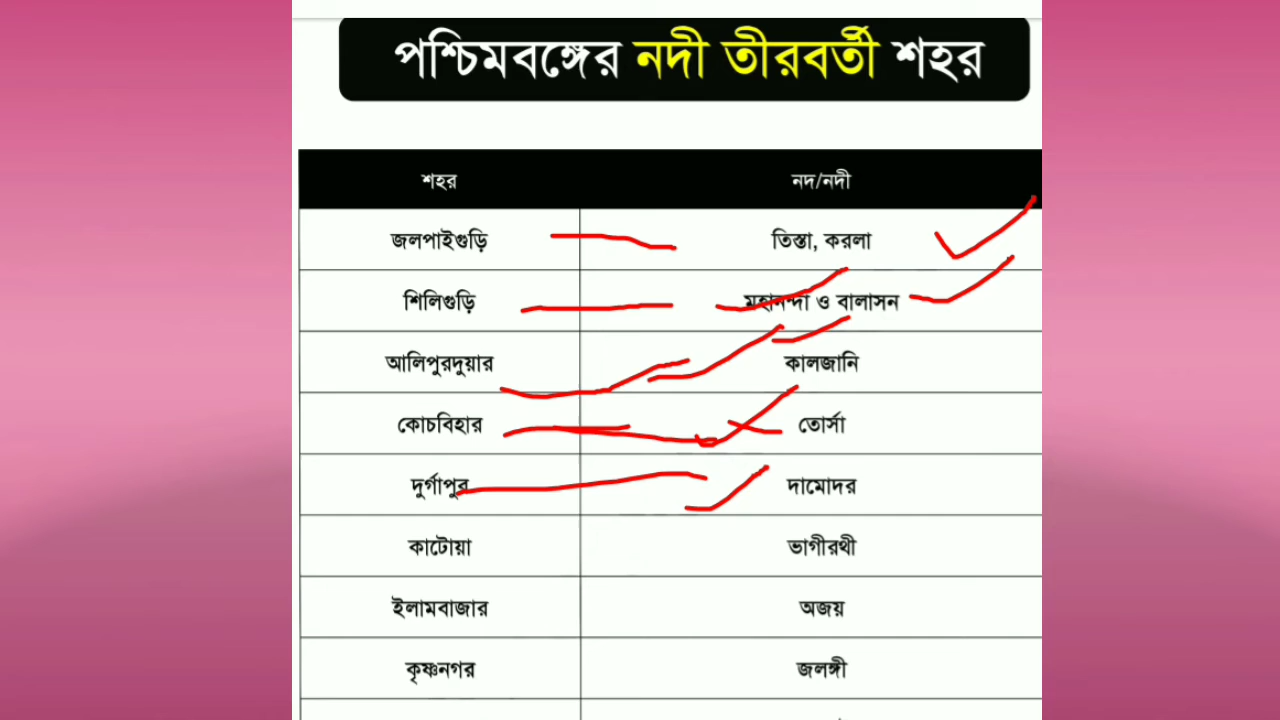 পশ্চিমবঙ্গের নদী তীরবর্তী শহর
শহর নদ/নদী
জলপাইগুড়ি তিস্তা, করলা
শিলিগুড়ি মহানন্দা ও বালাসন
আলিপুরদুয়ার কালজানি
কোচবিহার তোর্সা
দুর্গাপুর দামোদর
কাটোয়া ভাগীরথী
ইলামবাজার অজয়
কৃষ্ণনগর জলঙ্গী